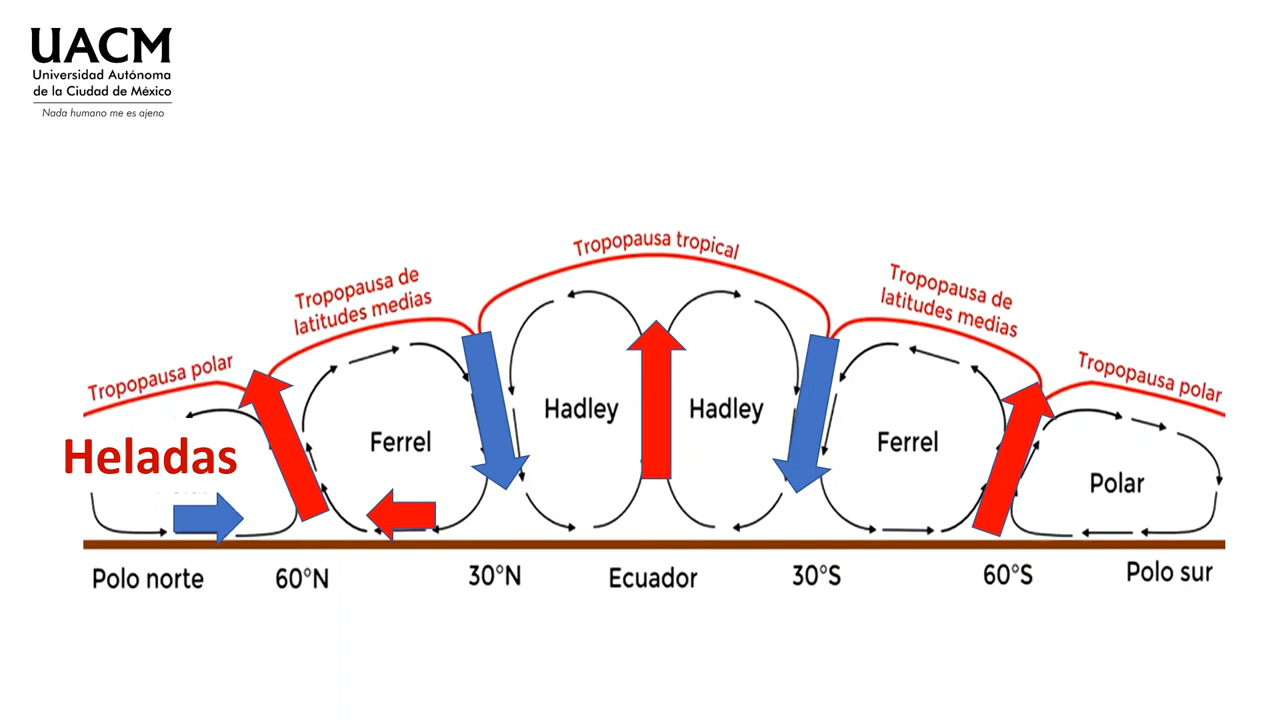 UACM
Universidad Autónoma
de la Ciudad de México
Nada humano me es ajeno
Tropopausa tropical
Tropopausa de
latitudes medias
Tropopausa de
latitudes medias
Tropopausa polar
Tropopausa polar
Heladas
Ferrel
Hadley
Hadley
Ferrel
Polar
Polo norte
60°N
30°N
Ecuador
30°S
60°S
Polo sur